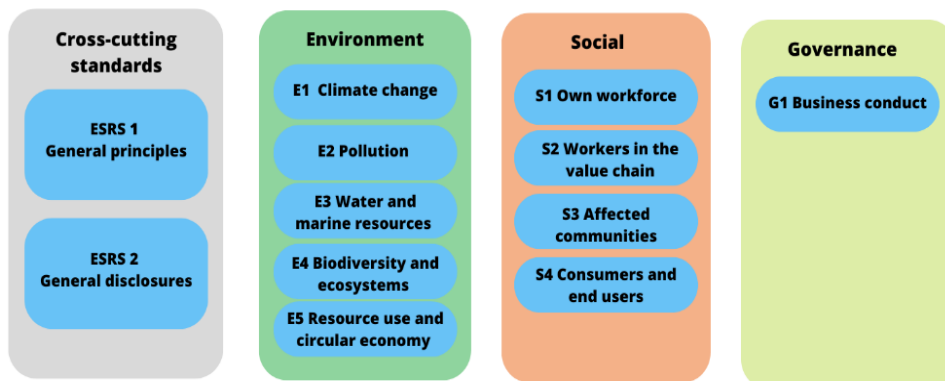 Cross-cutting
standards
ESRS 1
General principles
ESRS 2
General disclosures
Environment
E1 Climate change
E2 Pollution
E3 Water and
marine resources
E4 Biodiversity and
ecosystems
E5 Resource use and
circular economy
Social
S1 Own workforce
S2 Workers in the
value chain
S3 Affected
communities
S4 Consumers and
end users
Governance
G1 Business conduct